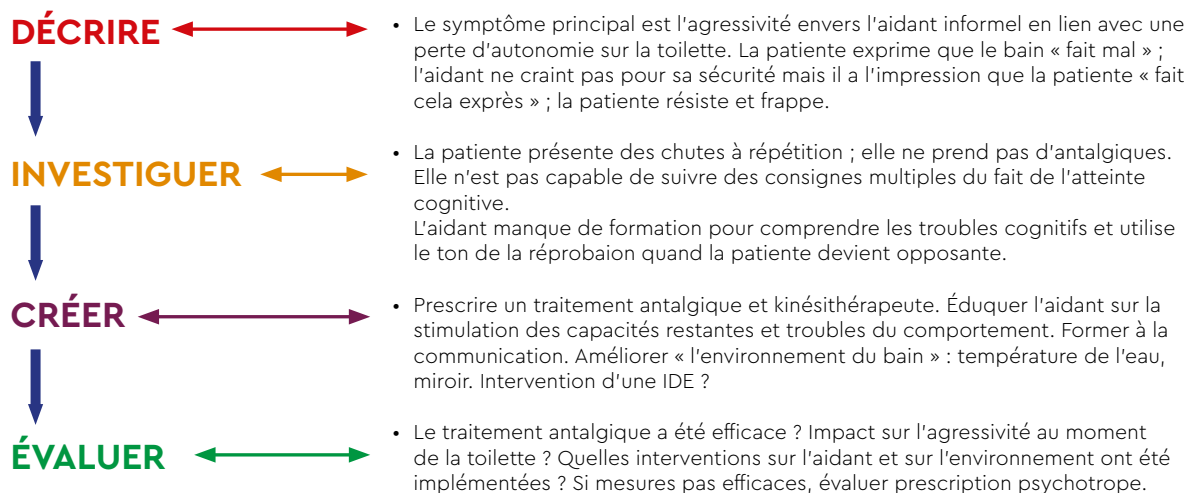 DÉCRIRE
• Le symptôme principal est l'agressivité envers l'aidant informel en lien avec une
perte d'autonomie sur la toilette. La patiente exprime que le bain « fait mal » ;
l'aidant ne craint pas pour sa sécurité mais il a l'impression que la patiente « fait
cela exprès » ; la patiente résiste et frappe.
INVESTIGUER
• La patiente présente des chutes à répétition ; elle ne prend pas d'antalgiques.
Elle n'est pas capable de suivre des consignes multiples du fait de l'atteinte
cognitive.
L'aidant manque de formation pour comprendre les troubles cognitifs et utilise
le ton de la réprobaion quand la patiente devient opposante.
CRÉER
• Prescrire un traitement antalgique et kinésithérapeute. Éduquer l'aidant sur la
stimulation des capacités restantes et troubles du comportement. Former à la
communication. Améliorer « l'environnement du bain » : température de l'eau,
miroir. Intervention d'une IDE ?
ÉVALUER
• Le traitement antalgique a été efficace ? Impact sur l'agressivité au moment
de la toilette ? Quelles interventions sur l'aidant et sur l'environnement ont été
implémentées ? Si mesures pas efficaces, évaluer prescription psychotrope.